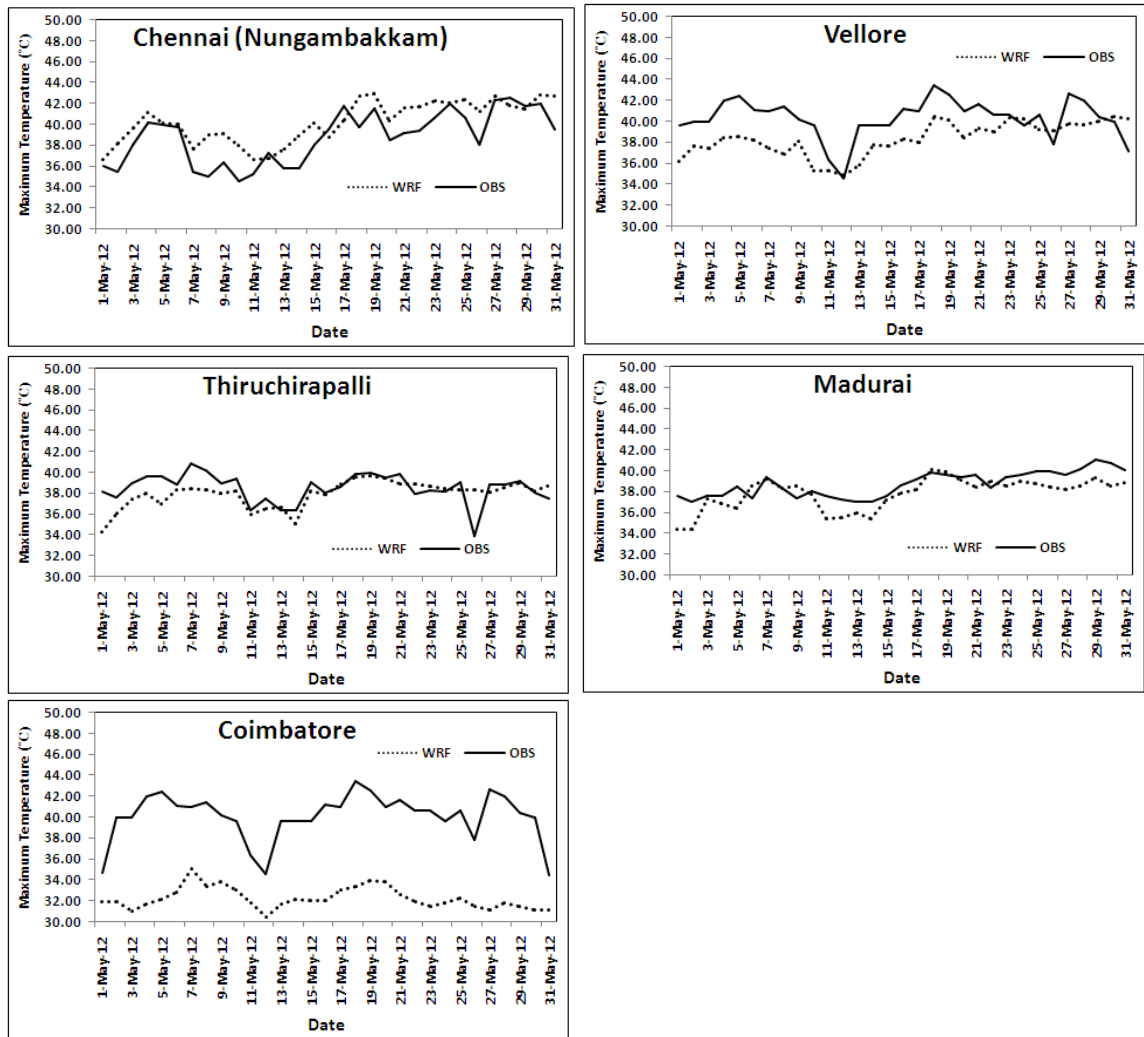 Chennai (Nungambakkam)
Maximum Temperature (°C)
50.00
48.00
46.00
44.00
42.00
40.00
38.00
36.00
34.00
32.00
30.00
WRF OBS
1-May-12
3-May-12
5-May-12
7-May-12
9-May-12
11-May-12
13-May-12
15-May-12
17-May-12
19-May-12
21-May-12
23-May-12
25-May-12
27-May-12
29-May-12
31-May-12
Date
Vellore
Maximum Temperature (°C)
50.00
48.00
46.00
44.00
42.00
40.00
38.00
36.00
34.00
32.00
30.00
WRF OBS
1-May-12
3-May-12
5-May-12
7-May-12
9-May-12
11-May-12
13-May-12
15-May-12
17-May-12
19-May-12
21-May-12
23-May-12
25-May-12
27-May-12
29-May-12
31-May-12
Date
Thiruchirapalli
Maximum Temperature (°C)
50.00
48.00
46.00
44.00
42.00
40.00
38.00
36.00
34.00
32.00
30.00
WRF OBS
1-May-12
3-May-12
5-May-12
7-May-12
9-May-12
11-May-12
13-May-12
15-May-12
17-May-12
19-May-12
21-May-12
23-May-12
25-May-12
27-May-12
29-May-12
31-May-12
Date
Madurai
Maximum Temperature (°C)
50.00
48.00
46.00
44.00
42.00
40.00
38.00
36.00
34.00
32.00
30.00
WRF OBS
1-May-12
3-May-12
5-May-12
7-May-12
9-May-12
11-May-12
13-May-12
15-May-12
17-May-12
19-May-12
21-May-12
23-May-12
25-May-12
27-May-12
29-May-12
31-May-12
Date
Coimbatore
Maximum Temperature (°C)
50.00
48.00
46.00
44.00
42.00
40.00
38.00
36.00
34.00
32.00
30.00
WRF OBS
1-May-12
3-May-12
5-May-12
7-May-12
9-May-12
11-May-12
13-May-12
15-May-12
17-May-12
19-May-12
21-May-12
23-May-12
25-May-12
27-May-12
29-May-12
31-May-12
Date